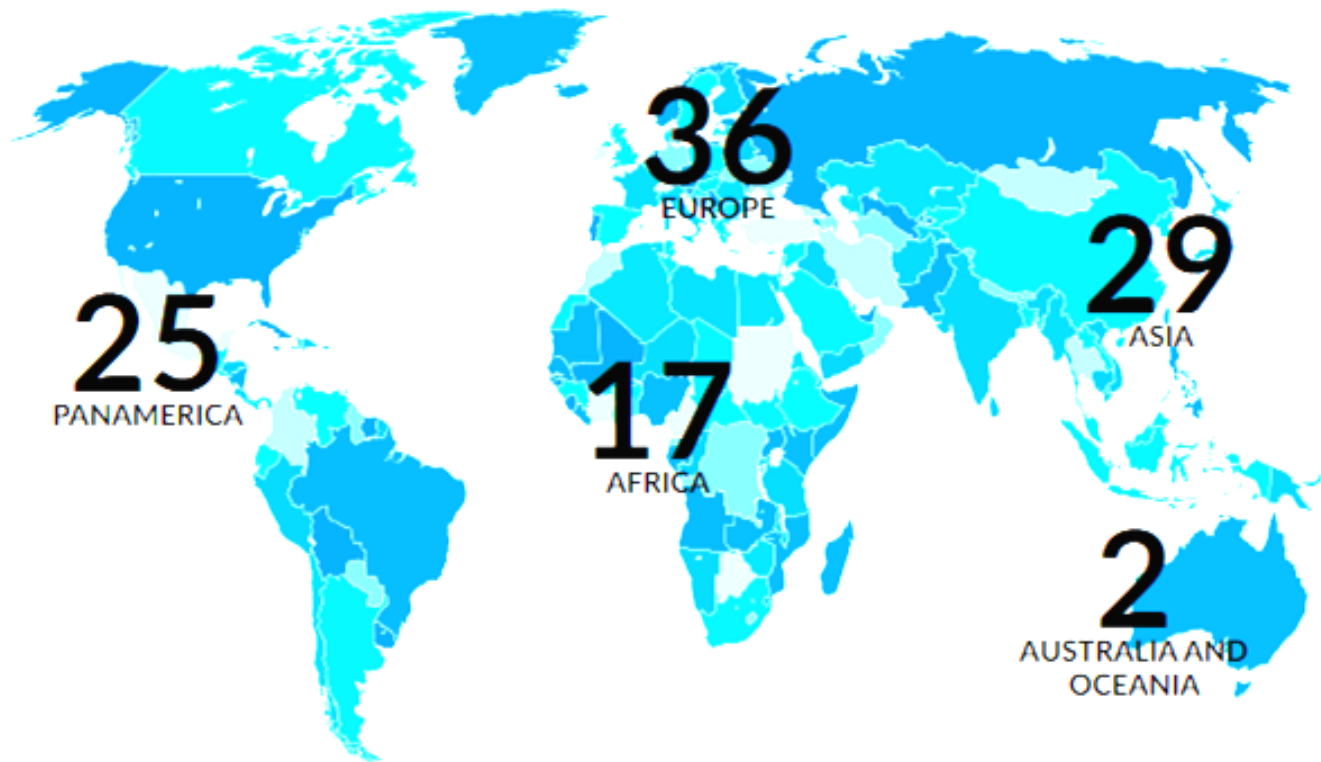 36
EUROPE
29
ASIA
25
PANAMERICA
17
AFRICA
2
AUSTRALIA AND
OCEANIA